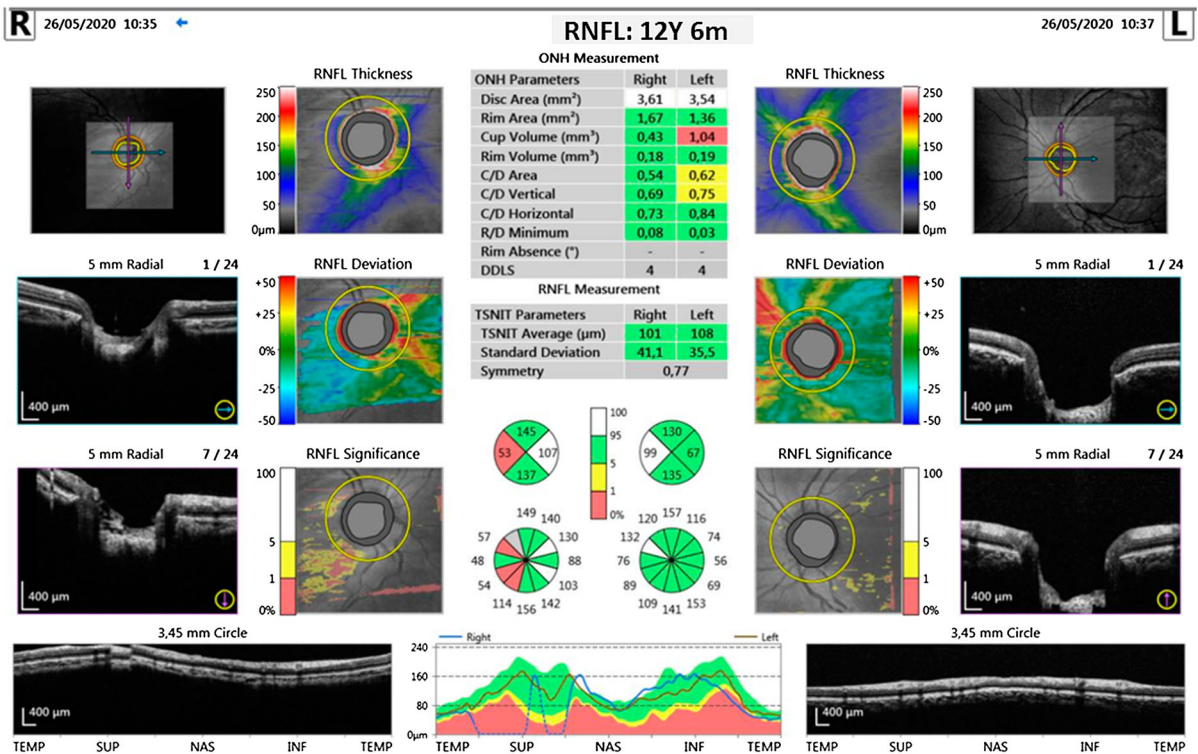 R 26/05/2020 10:35 RNFL: 12Y 6m 26/05/2020 10:37 L
ONH Measurement
RNFL Thickness
250
200
150
100
50
0µm
ONH Parameters Right Left
Disc Area (mm²) 3,61 3,54
Rim Area (mm²) 1,67 1,36
Cup Volume (mm³) 0,43 1,04
Rim Volume (mm³) 0,18 0,19
C/D Area 0,54 0,62
C/D Vertical 0,69 0,75
C/D Horizontal 0,73 0,84
R/D Minimum 0,08 0,03
Rim Absence (°) - -
DDLS 4 4
RNFL Thickness
250
200
150
100
50
0µm
5 mm Radial 1 / 24
400 µm
RNFL Deviation
+50
+25
0%
-25
-50
RNFL Measurement
TSNIT Parameters Right Left
TSNIT Average (µm) 101 108
Standard Deviation 41,1 35,5
Symmetry 0,77
RNFL Deviation
+50
+25
0%
-25
-50
5 mm Radial 1 / 24
400 µm
5 mm Radial 7 / 24
400 µm
RNFL Significance
100
5
1
0%
145
53 107
137
100
95
5
1
0%
130
99 67
135
149 140
57 130
48 88
54 103
114 156 142
120 157 116
132 74
76 56
89 69
109 141 153
RNFL Significance
100
5
1
0%
5 mm Radial 7 / 24
400 µm
3,45 mm Circle
400 µm
TEMP SUP NAS INF TEMP
Right Left
240
160
80
0µm
TEMP SUP NAS INF TEMP
3,45 mm Circle
400 µm
TEMP SUP NAS INF TEMP